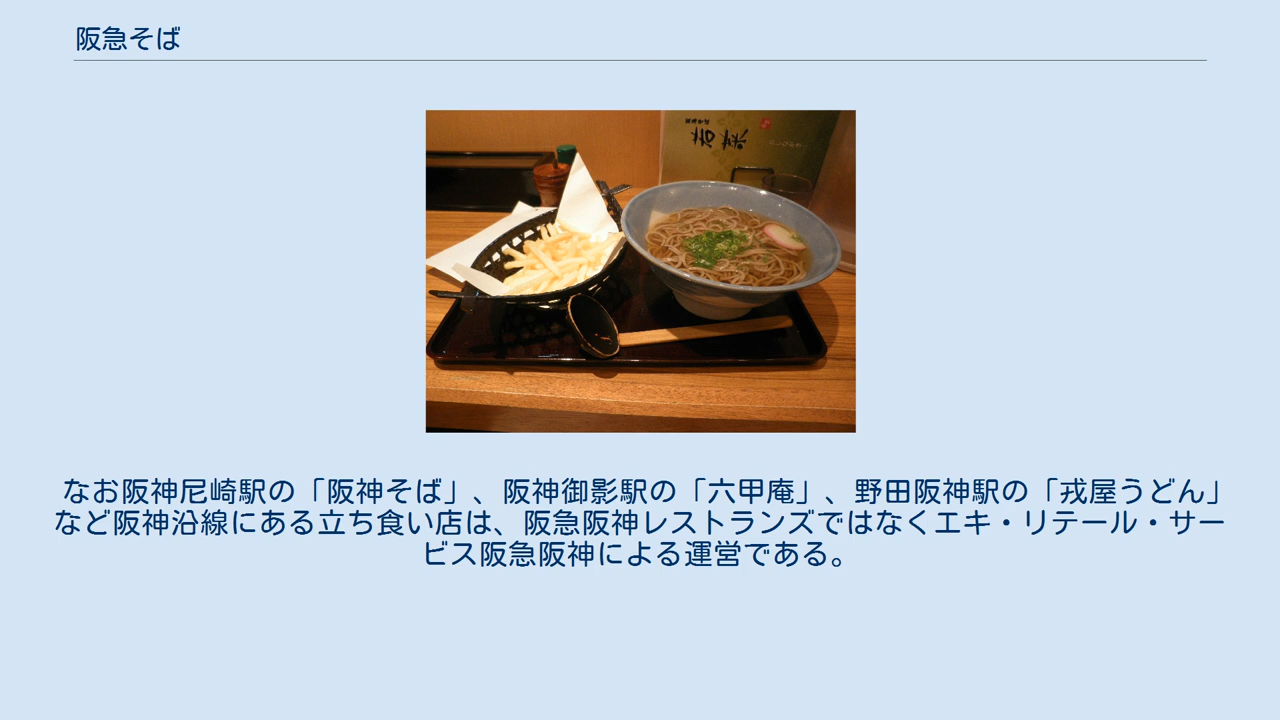 阪急そば
若菜
なお阪神尼崎駅の「阪神そば」、阪神御影駅の「六甲庵」、野田阪神駅の「戎屋うどん」
など阪神沿線にある立ち食い店は、阪急阪神レストランズではなくエキ・リテール・サー
ビス阪急阪神による運営である。